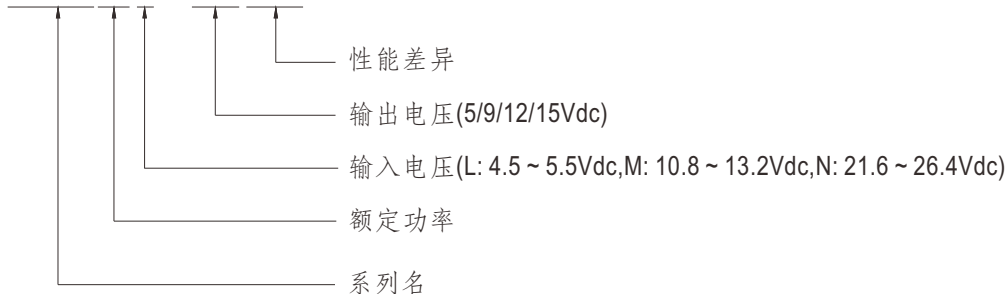 性能差异
输出电压(5/9/12/15Vdc)
输入电压(L: 4.5 ~ 5.5Vdc,M: 10.8 ~ 13.2Vdc,N: 21.6 ~ 26.4Vdc)
额定功率
系列名